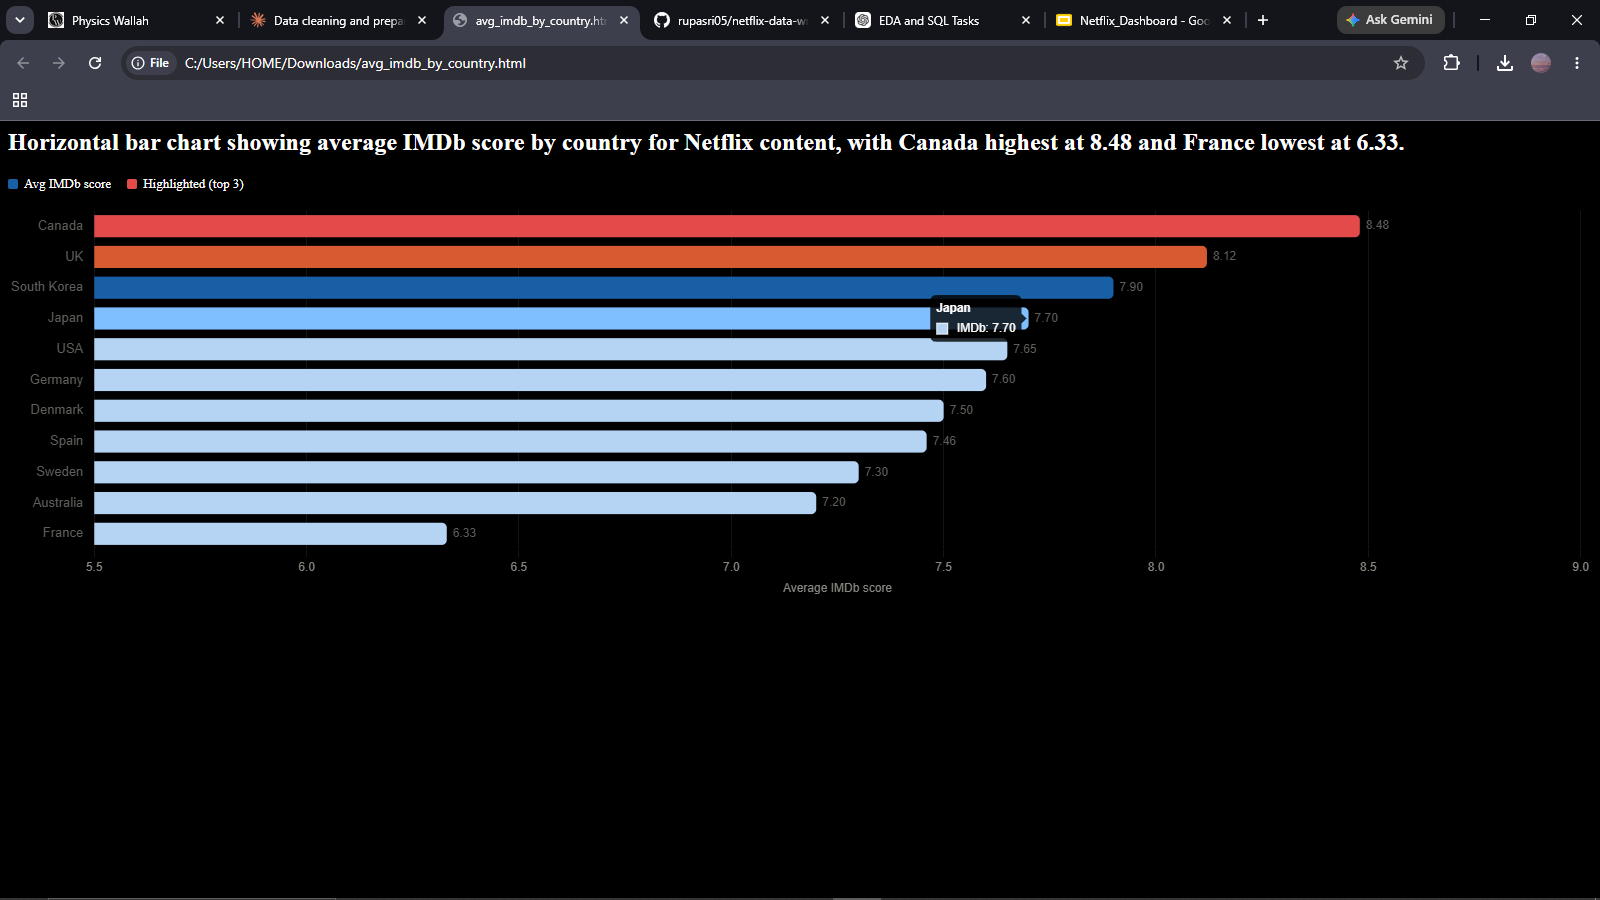 Physics Wallah
Data cleaning and prepa
avg_imdb_by_country.ht
rupasri05/netflix-data-w
EDA and SQL Tasks
Netflix_Dashboard - Goo
Ask Gemini
File
C:/Users/HOME/Downloads/avg_imdb_by_country.html
Horizontal bar chart showing average IMDb score by country for Netflix content, with Canada highest at 8.48 and France lowest at 6.33.
Avg IMDb score
Highlighted (top 3)
Canada 8.48
UK 8.12
South Korea 7.90
Japan
Japan 7.70
IMDb: 7.70
USA 7.65
Germany 7.60
Denmark 7.50
Spain 7.46
Sweden 7.30
Australia 7.20
France 6.33
5.5 6.0 6.5 7.0 7.5 8.0 8.5 9.0
Average IMDb score